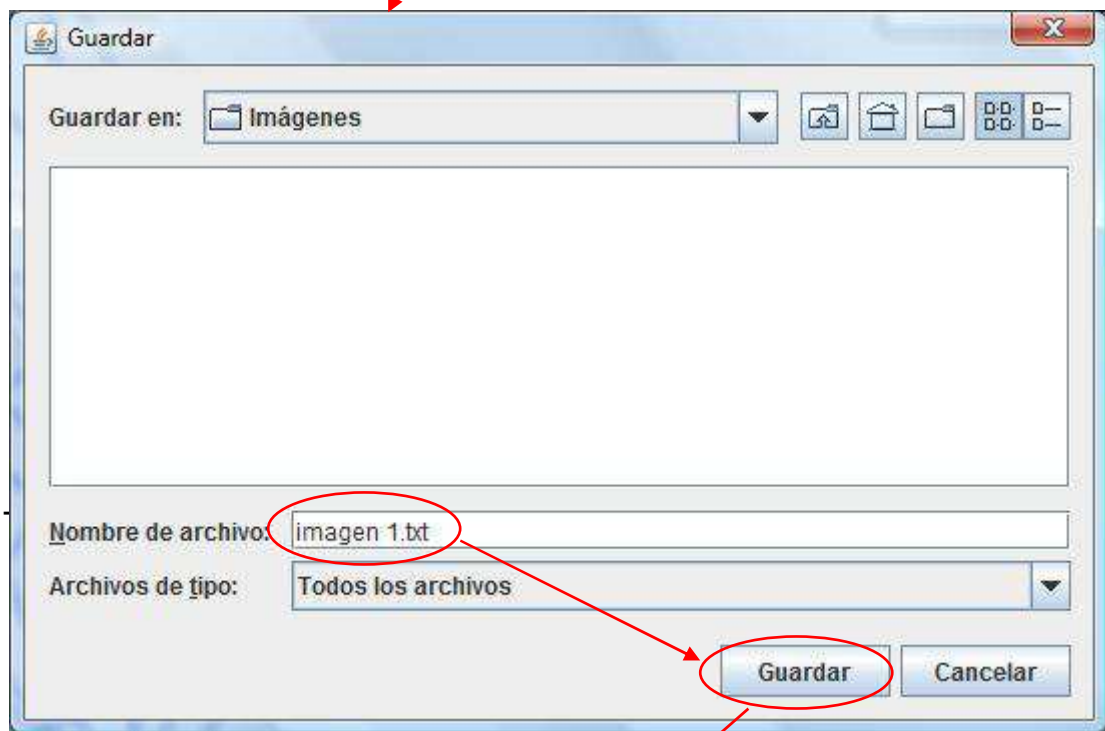 Guardar
Guardar en: Imágenes
Nombre de archivo: imagen 1.txt
Archivos de tipo: Todos los archivos
Guardar Cancelar